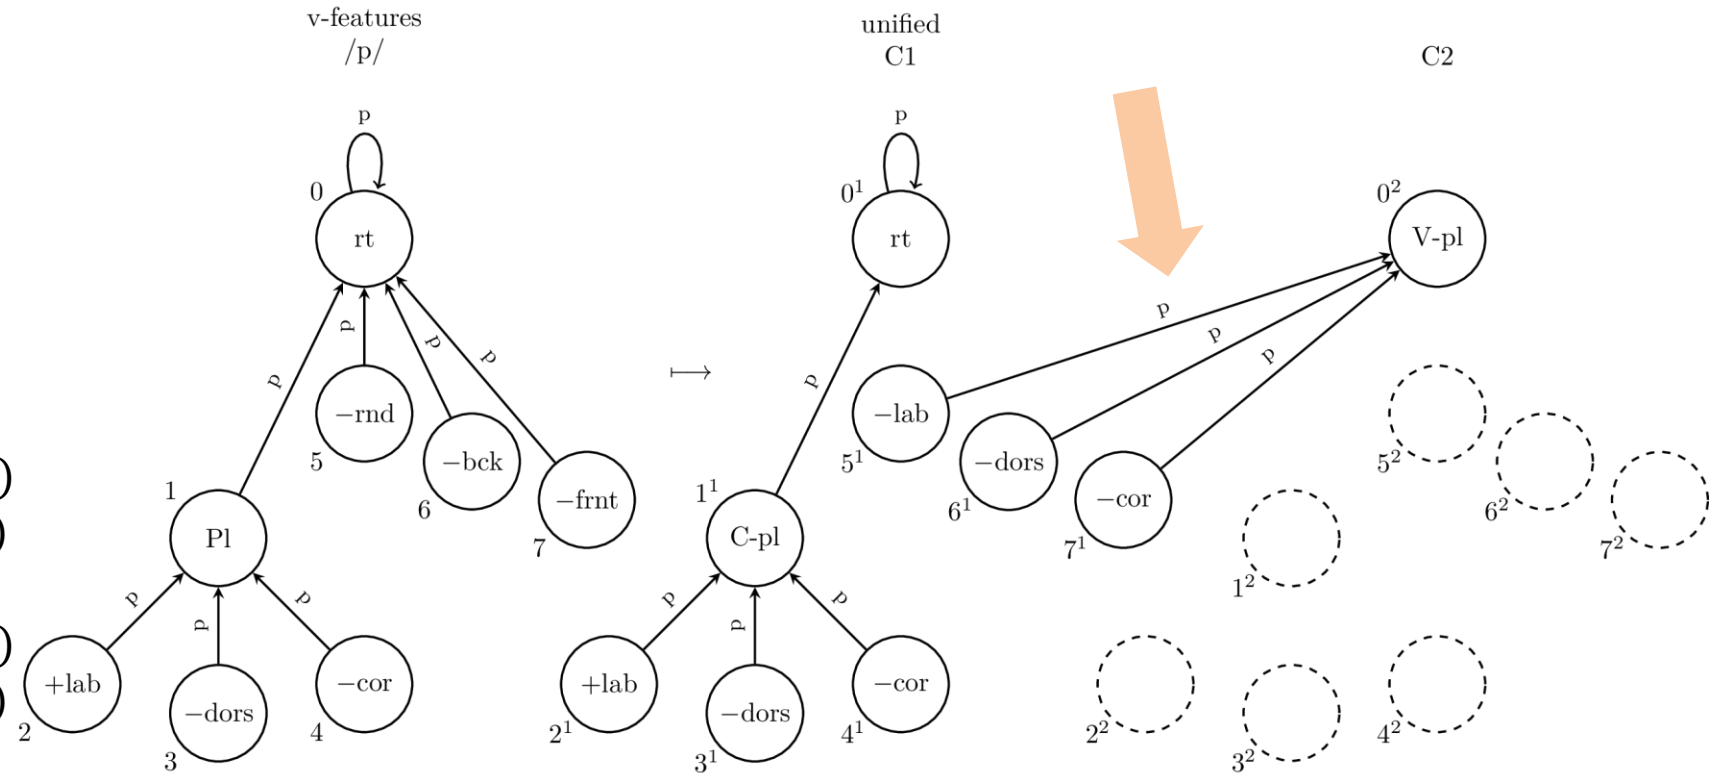 v-features
/p/
unified
C1
C2
p
p
0
rt
0¹
rt
0²
V-pl
p
p
p
p
p
p
p
p
⟼
−rnd
5
−bck
6
−frnt
7
−lab
5¹
−dors
6¹
−cor
7¹
5²
6²
7²
1
Pl
1¹
C-pl
1²
p
p
p
p
p
p
+lab
2
−dors
3
−cor
4
+lab
2¹
−dors
3¹
−cor
4¹
2²
3²
4²
)
)
)
)